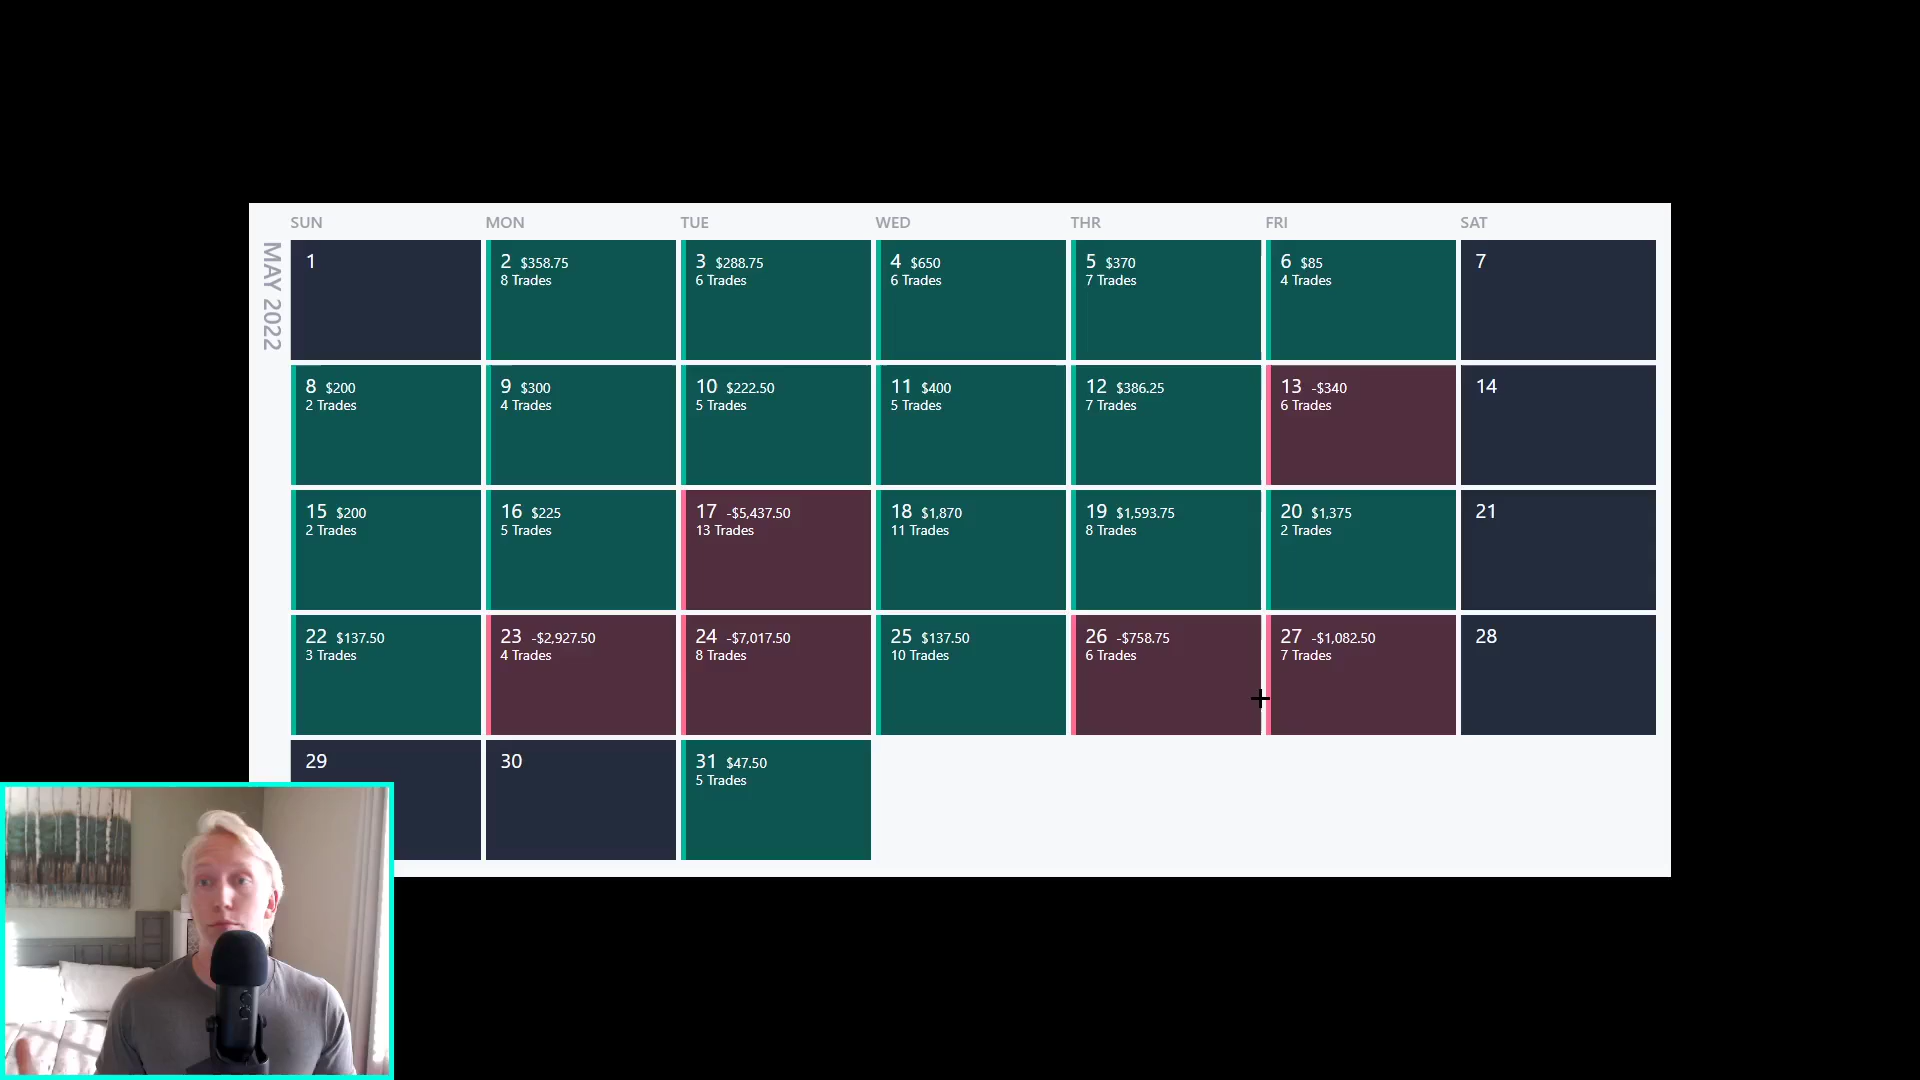 SUN MON TUE WED THR FRI SAT
MAY 2022
1
2 $358.75
8 Trades
3 $288.75
6 Trades
4 $650
6 Trades
5 $370
7 Trades
6 $85
4 Trades
7
8 $200
2 Trades
9 $300
4 Trades
10 $222.50
5 Trades
11 $400
5 Trades
12 $386.25
7 Trades
13 -$340
6 Trades
14
15 $200
2 Trades
16 $225
5 Trades
17 -$5,437.50
13 Trades
18 $1,870
11 Trades
19 $1,593.75
8 Trades
20 $1,375
2 Trades
21
22 $137.50
3 Trades
23 -$2,927.50
4 Trades
24 -$7,017.50
8 Trades
25 $137.50
10 Trades
26 -$758.75
6 Trades
27 -$1,082.50
7 Trades
28
29
30
31 $47.50
5 Trades